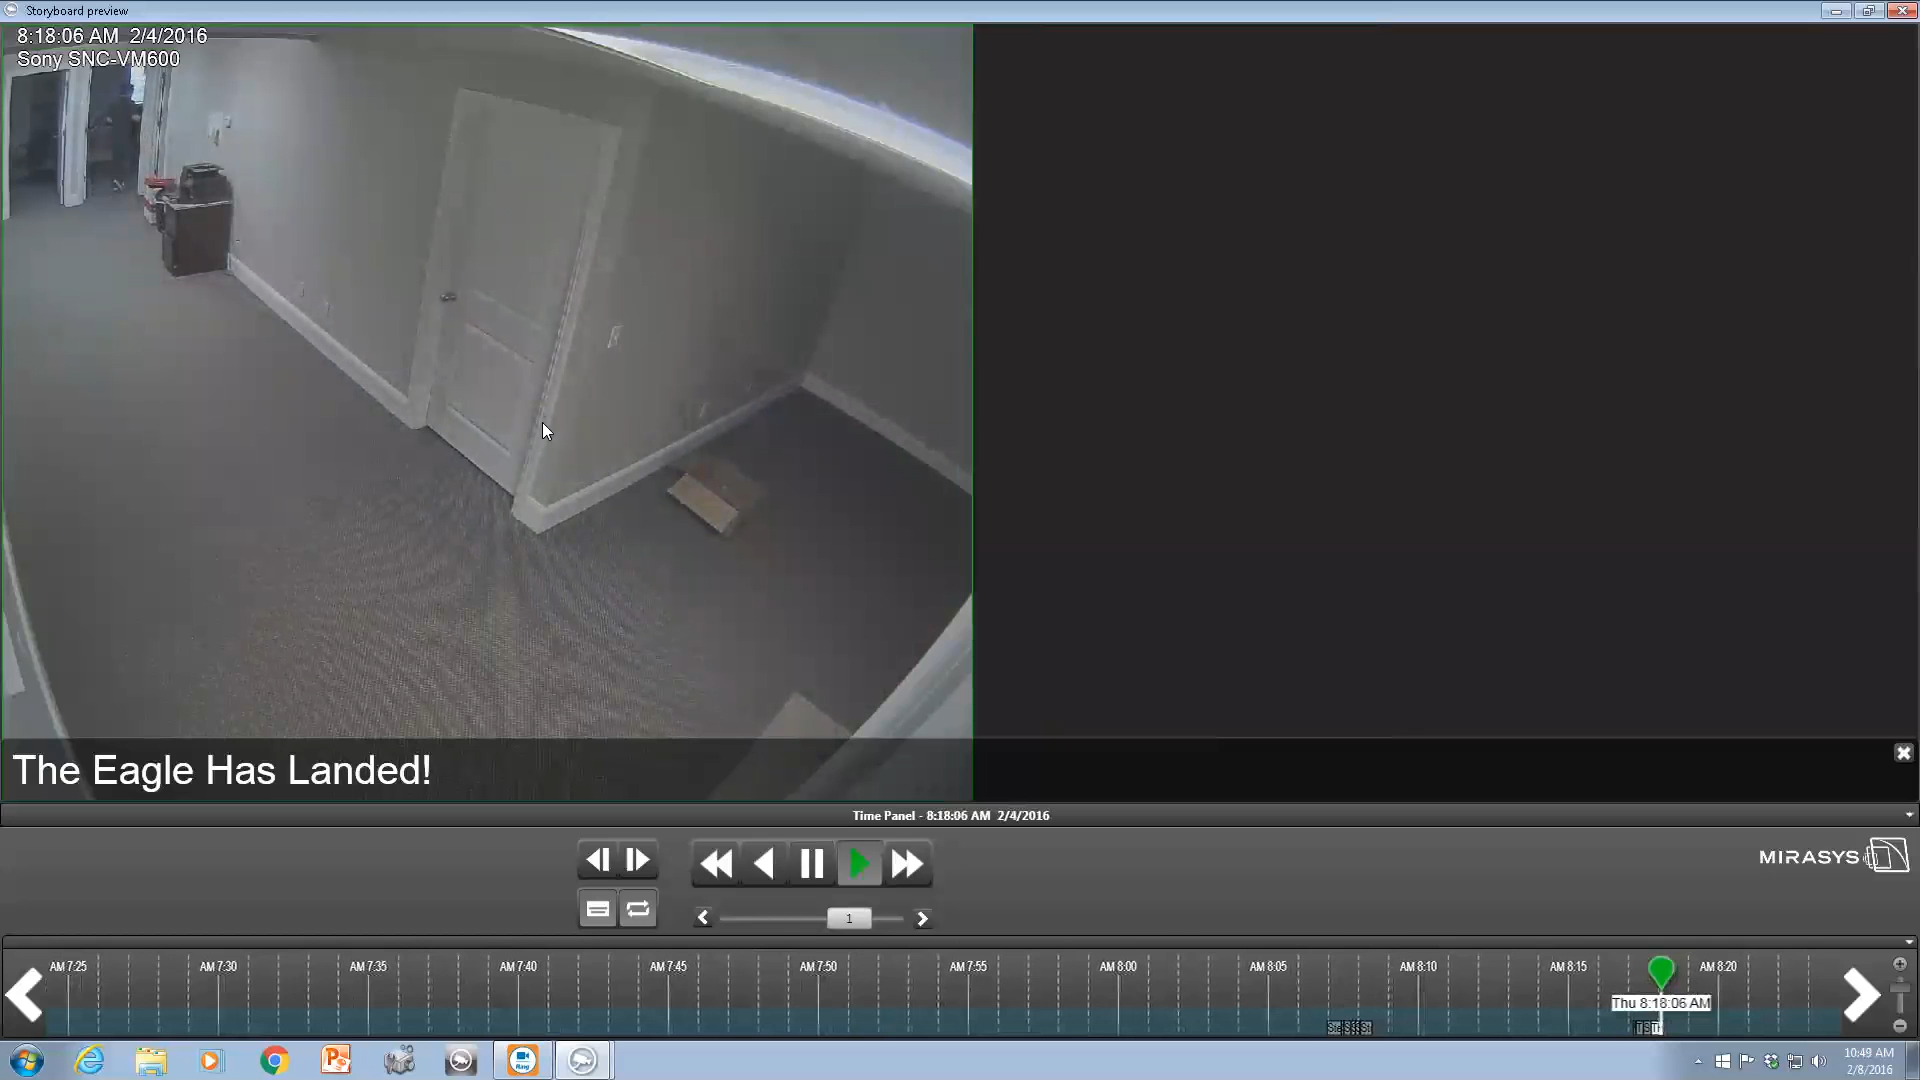 Storyboard preview
8:18:06 AM 2/4/2016
Sony SNC-VM600
The Eagle Has Landed!
Time Panel - 8:18:06 AM 2/4/2016
MIRASYS
1
AM 7:25 AM 7:30 AM 7:35 AM 7:40 AM 7:45 AM 7:50 AM 7:55 AM 8:00 AM 8:05 AM 8:10 AM 8:15 AM 8:20
Thu 8:18:06 AM
10:49 AM
2/8/2016